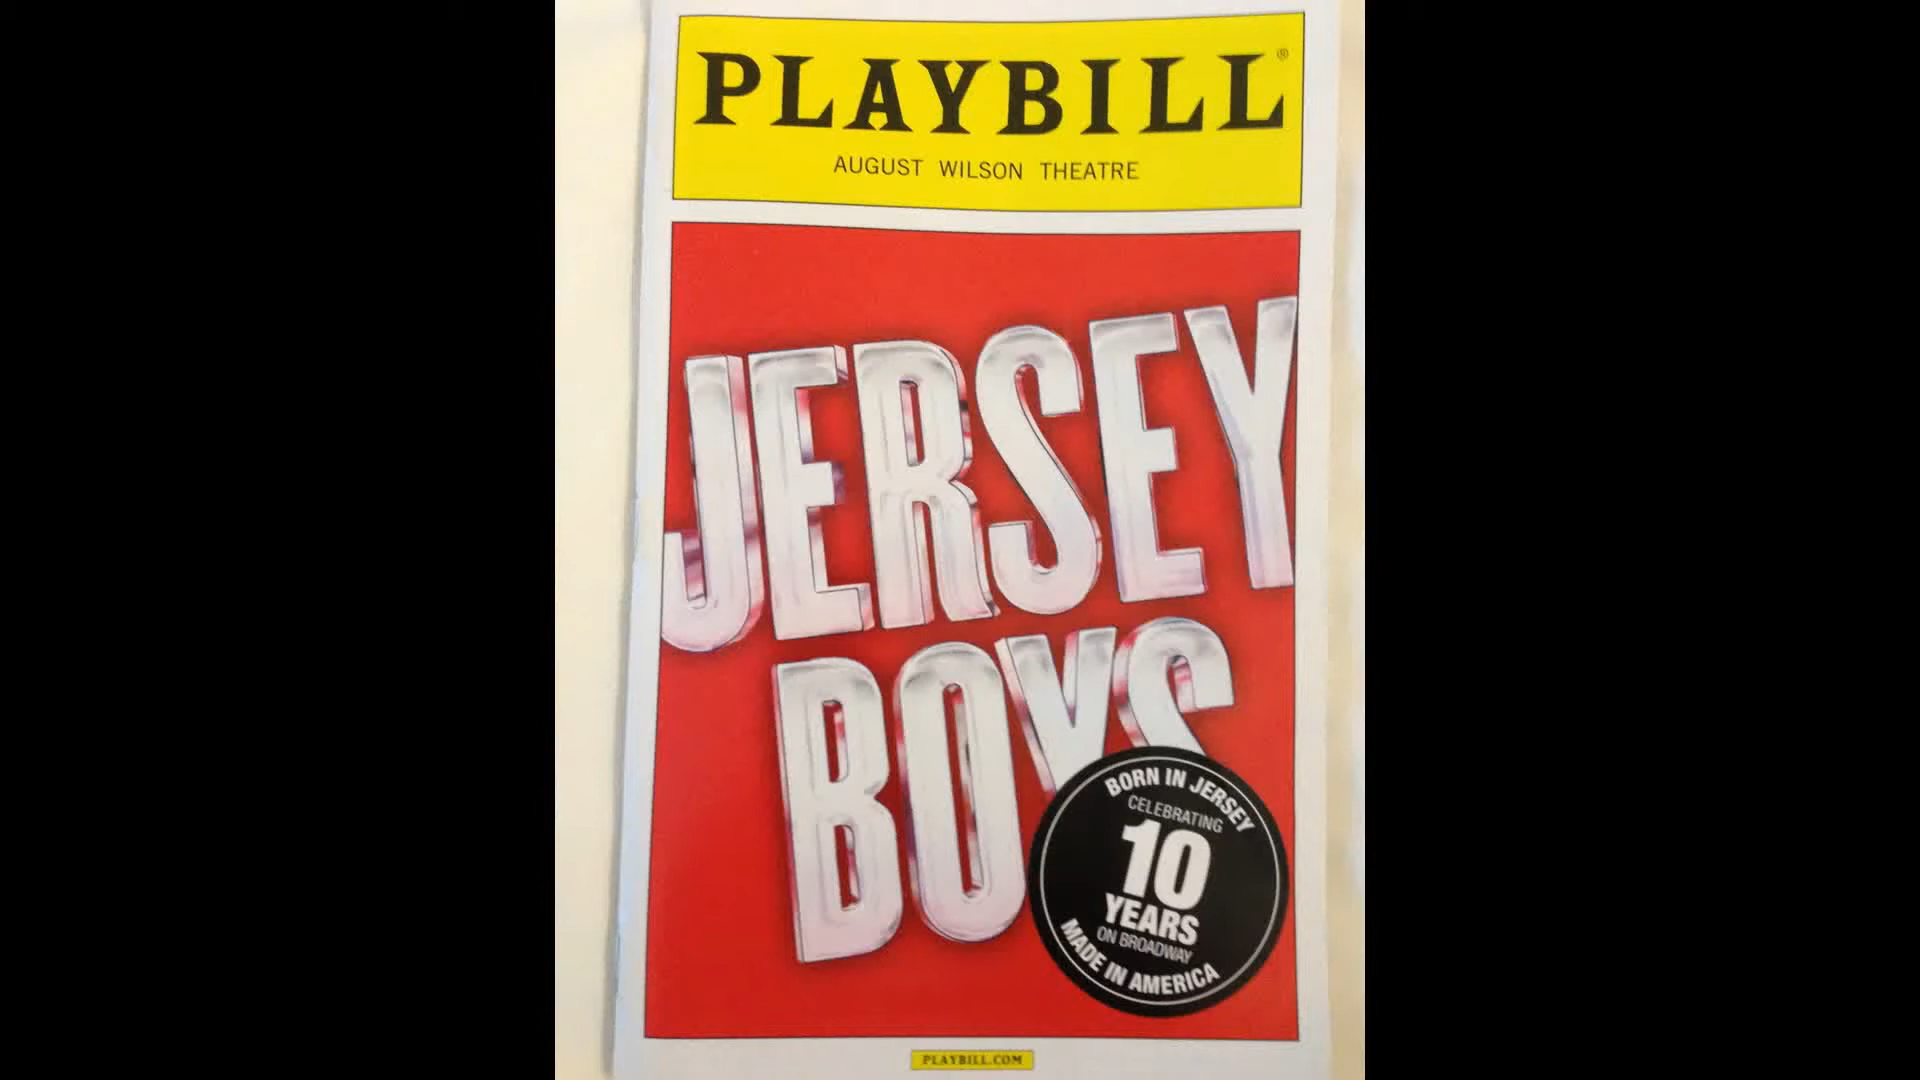 PLAYBILL®
AUGUST WILSON THEATRE
JERSEY
BOYS
BORN IN JERSEY
CELEBRATING
10
YEARS
ON BROADWAY
MADE IN AMERICA
PLAYBILL.COM